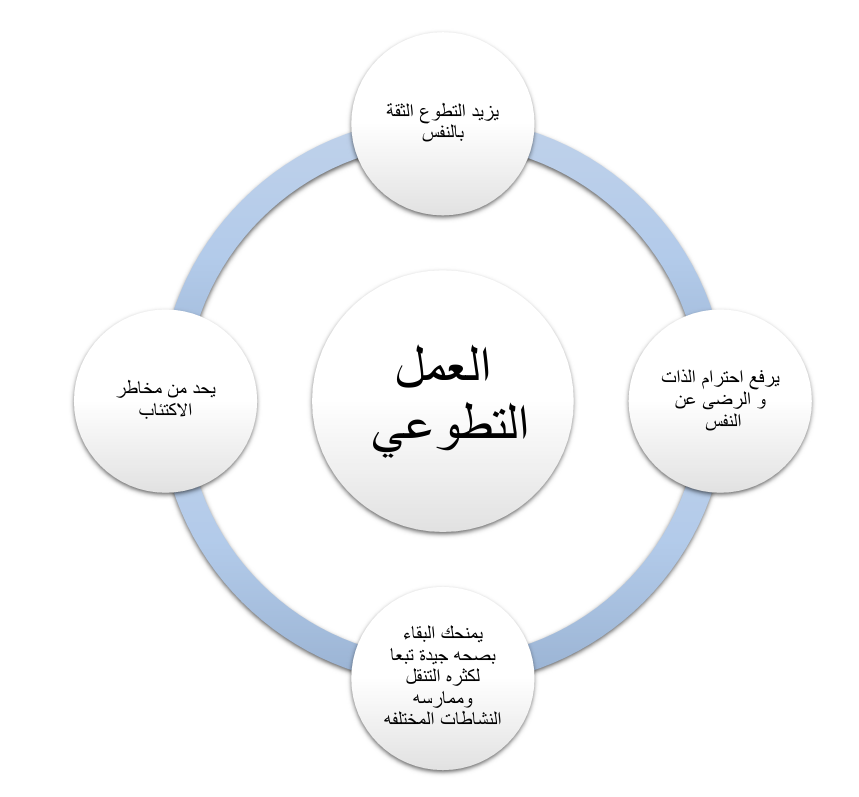 يزيد التطوع الثقة
بالنفس
العمل
التطوعي
يرفع احترام الذات
و الرضى عن
النفس
يحد من مخاطر
الاكتئاب
يمنحك البقاء
بصحه جيدة تبعا
لكثره التنقل
وممارسه
النشاطات المختلفه